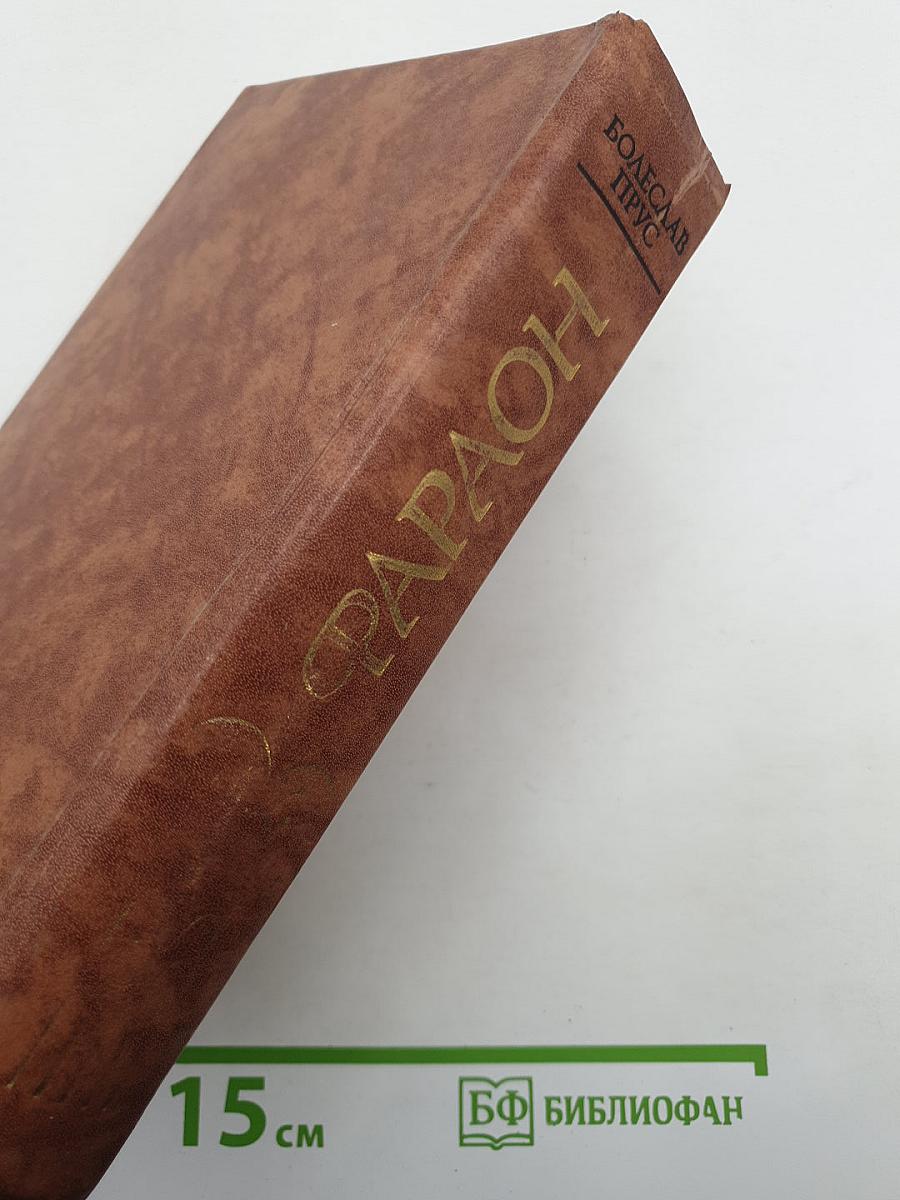 БОЛЕСЛАВ
ПРУС
ФАРАОН
15 см
БФ БИБЛИОФАН